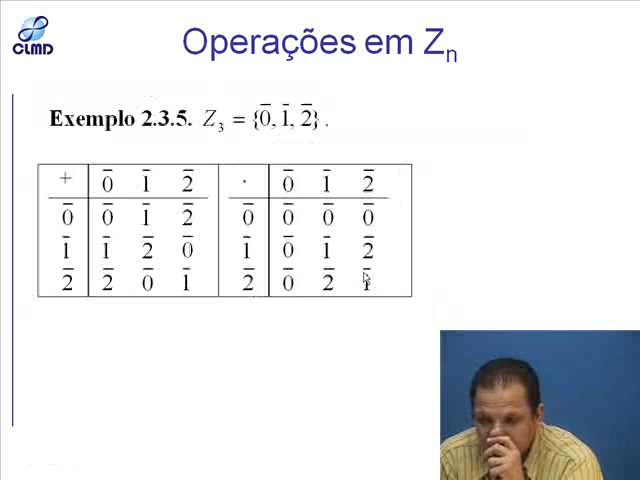 CLMD
Operações em Zₙ
Exemplo 2.3.5. Z₃ = {0̅, 1̅, 2̅}.
+ 0̅ 1̅ 2̅ · 0̅ 1̅ 2̅
0̅ 0̅ 1̅ 2̅ 0̅ 0̅ 0̅ 0̅
1̅ 1̅ 2̅ 0̅ 1̅ 0̅ 1̅ 2̅
2̅ 2̅ 0̅ 1̅ 2̅ 0̅ 2̅ 1̅